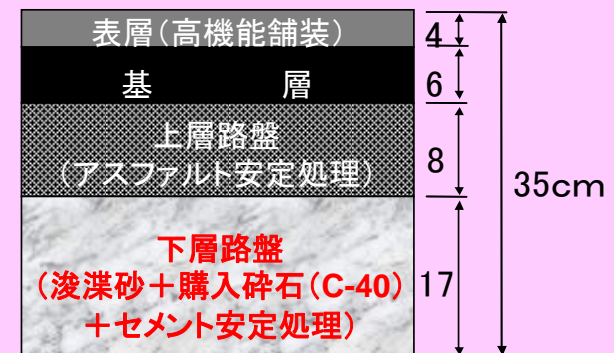 表層(高機能舗装)
4
基 層
6
上層路盤
(アスファルト安定処理)
8
35cm
下層路盤
(浚渫砂+購入砕石(C-40)
+セメント安定処理)
17